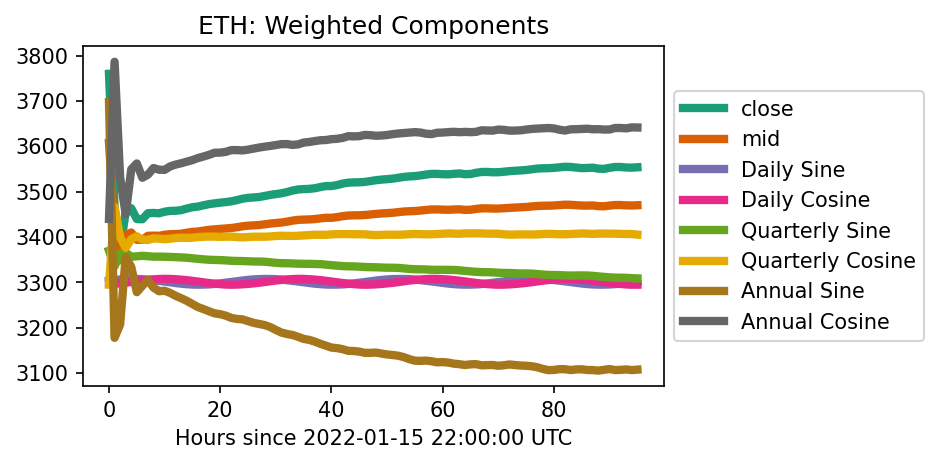 ETH: Weighted Components
3800
3700
3600
3500
3400
3300
3200
3100
0
20
40
60
80
Hours since 2022-01-15 22:00:00 UTC
close
mid
Daily Sine
Daily Cosine
Quarterly Sine
Quarterly Cosine
Annual Sine
Annual Cosine